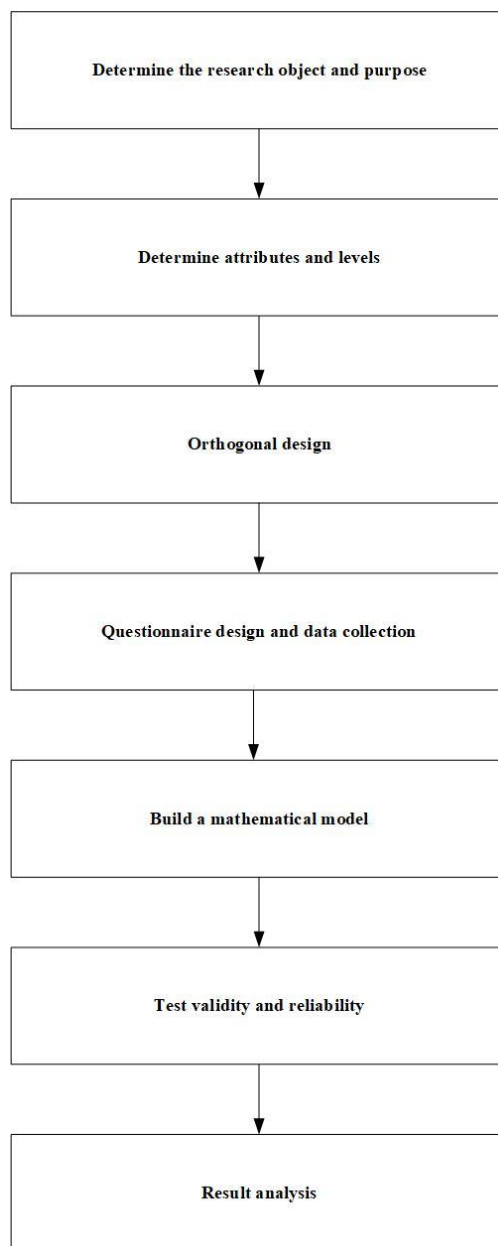 Determine the research object and purpose
Determine attributes and levels
Orthogonal design
Questionnaire design and data collection
Build a mathematical model
Test validity and reliability
Result analysis